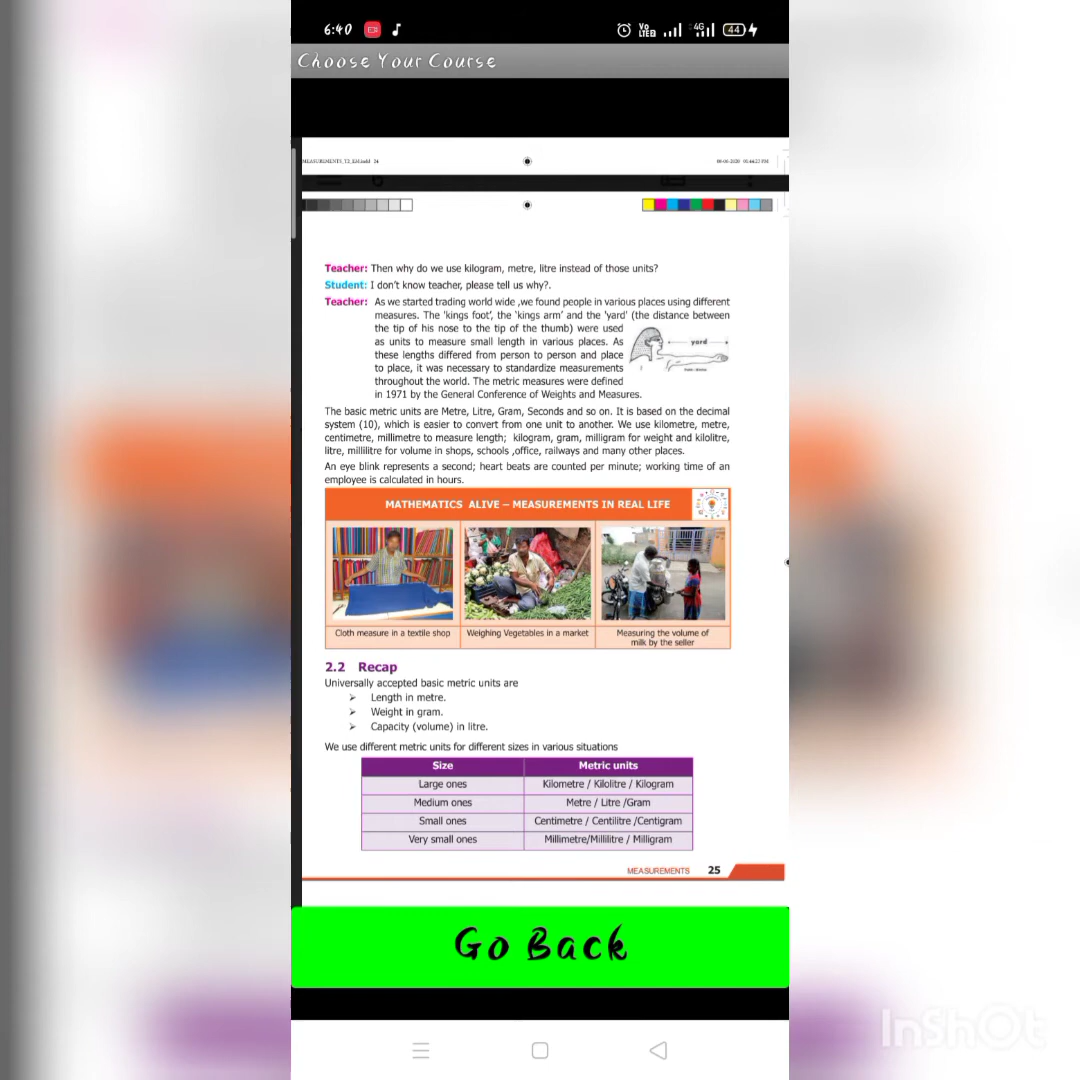 6:40
Vo
LTE2
4G
44
Choose Your Course
MEASUREMENTS_T2_EM.indd 24
Teacher: Then why do we use kilogram, metre, litre instead of those units?
Student: I don't know teacher, please tell us why?.
Teacher: As we started trading world wide ,we found people in various places using different
measures. The 'kings foot', the 'kings arm' and the 'yard' (the distance between
the tip of his nose to the tip of the thumb) were used
as units to measure small length in various places. As
these lengths differed from person to person and place
to place, it was necessary to standardize measurements
throughout the world. The metric measures were defined
in 1971 by the General Conference of Weights and Measures.
yard
The basic metric units are Metre, Litre, Gram, Seconds and so on. It is based on the decimal
system (10), which is easier to convert from one unit to another. We use kilometre, metre,
centimetre, millimetre to measure length; kilogram, gram, milligram for weight and kilolitre,
litre, millilitre for volume in shops, schools ,office, railways and many other places.
An eye blink represents a second; heart beats are counted per minute; working time of an
employee is calculated in hours.
MATHEMATICS ALIVE – MEASUREMENTS IN REAL LIFE
Cloth measure in a textile shop
Weighing Vegetables in a market
Measuring the volume of
milk by the seller
2.2 Recap
Universally accepted basic metric units are
➢ Length in metre.
➢ Weight in gram.
➢ Capacity (volume) in litre.
We use different metric units for different sizes in various situations
Size Metric units
Large ones Kilometre / Kilolitre / Kilogram
Medium ones Metre / Litre /Gram
Small ones Centimetre / Centilitre /Centigram
Very small ones Millimetre/Millilitre / Milligram
MEASUREMENTS 25
Go Back
InShOt